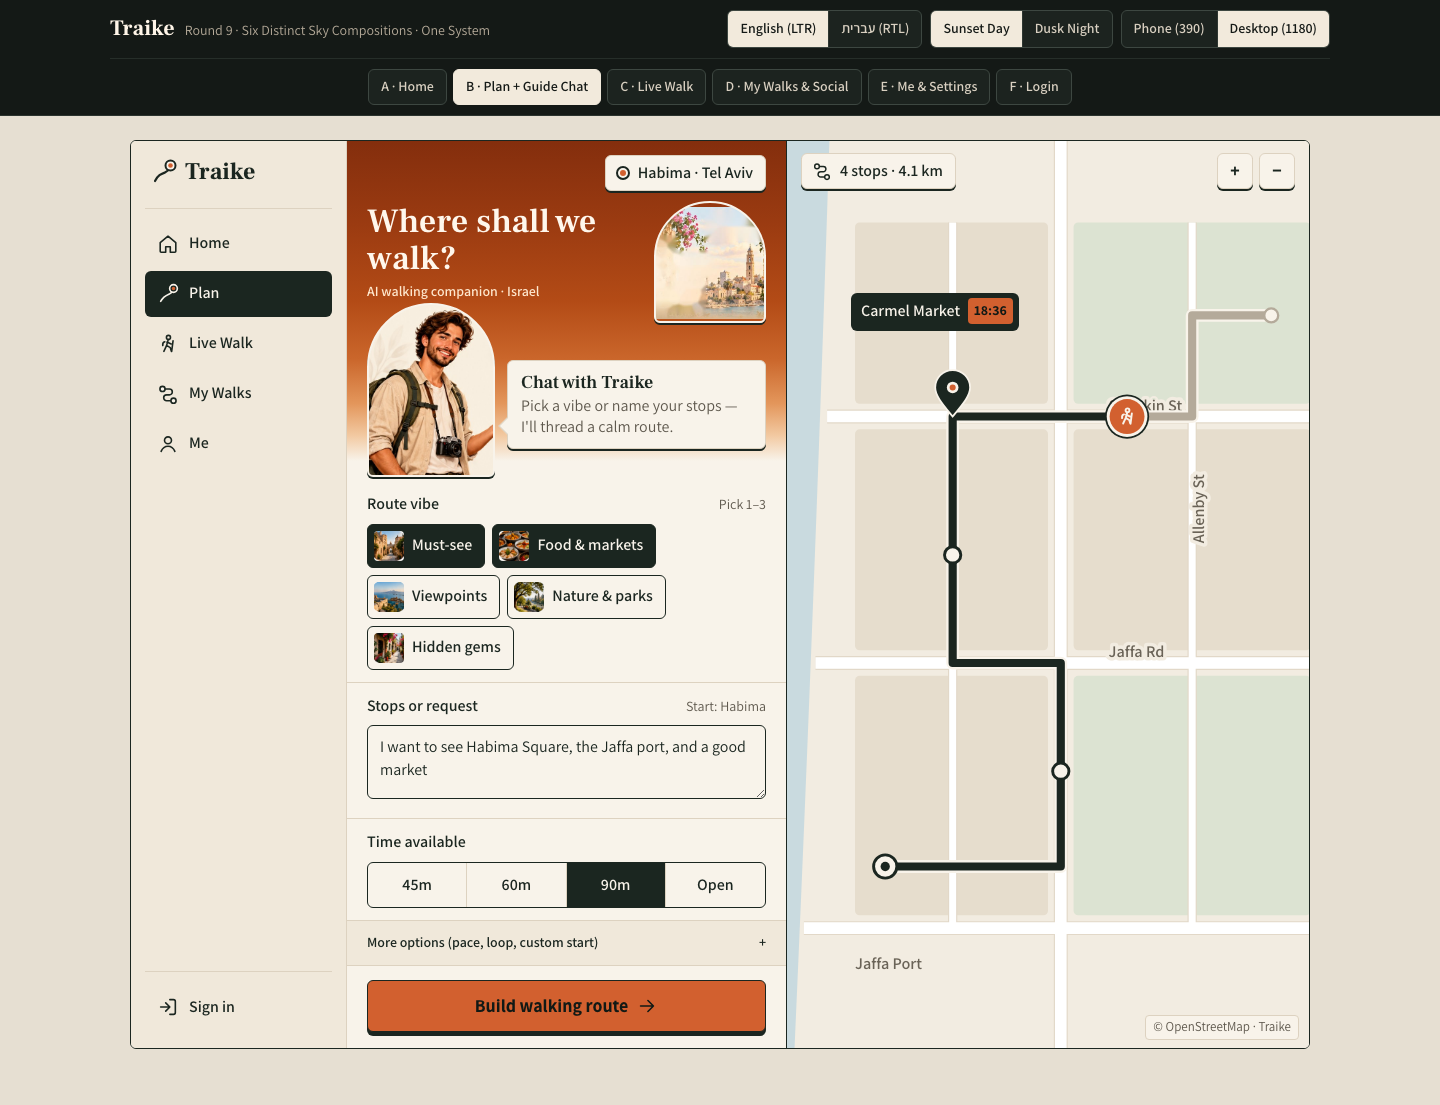 Traike Round 9 · Six Distinct Sky Compositions · One System
English (LTR) עברית (RTL) Sunset Day Dusk Night Phone (390) Desktop (1180)
A · Home B · Plan + Guide Chat C · Live Walk D · My Walks & Social E · Me & Settings F · Login
Traike
Home
Plan
Live Walk
My Walks
Me
Sign in
Habima · Tel Aviv
Where shall we
walk?
AI walking companion · Israel
Chat with Traike
Pick a vibe or name your stops —
I'll thread a calm route.
Route vibe Pick 1–3
Must-see Food & markets
Viewpoints Nature & parks
Hidden gems
Stops or request Start: Habima
I want to see Habima Square, the Jaffa port, and a good
market
Time available
45m 60m 90m Open
More options (pace, loop, custom start) +
Build walking route →
4 stops · 4.1 km + −
Carmel Market 18:36
kin St
Allenby St
Jaffa Rd
Jaffa Port
© OpenStreetMap · Traike